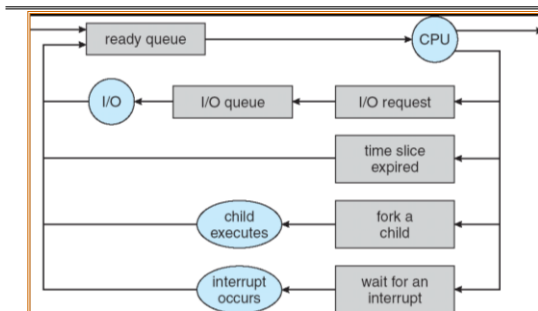 ready queue
CPU
I/O
I/O queue
I/O request
time slice
expired
child
executes
fork a
child
interrupt
occurs
wait for an
interrupt